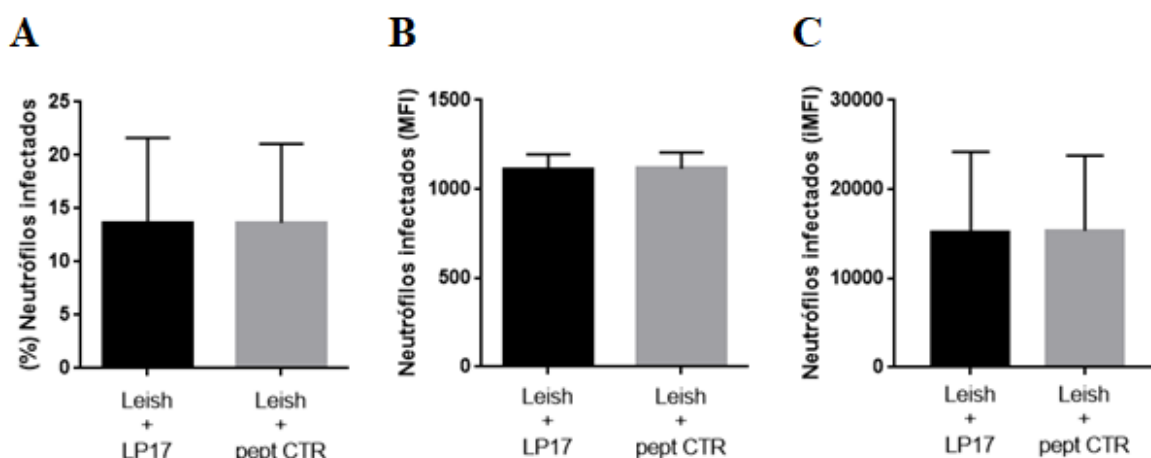 A
(%) Neutrófilos infectados
25
20
15
10
5
0
Leish
+
LP17
Leish
+
pept CTR
B
Neutrófilos infectados (MFI)
1500
1000
500
0
Leish
+
LP17
Leish
+
pept CTR
C
Neutrófilos infectados (iMFI)
30000
20000
10000
0
Leish
+
LP17
Leish
+
pept CTR